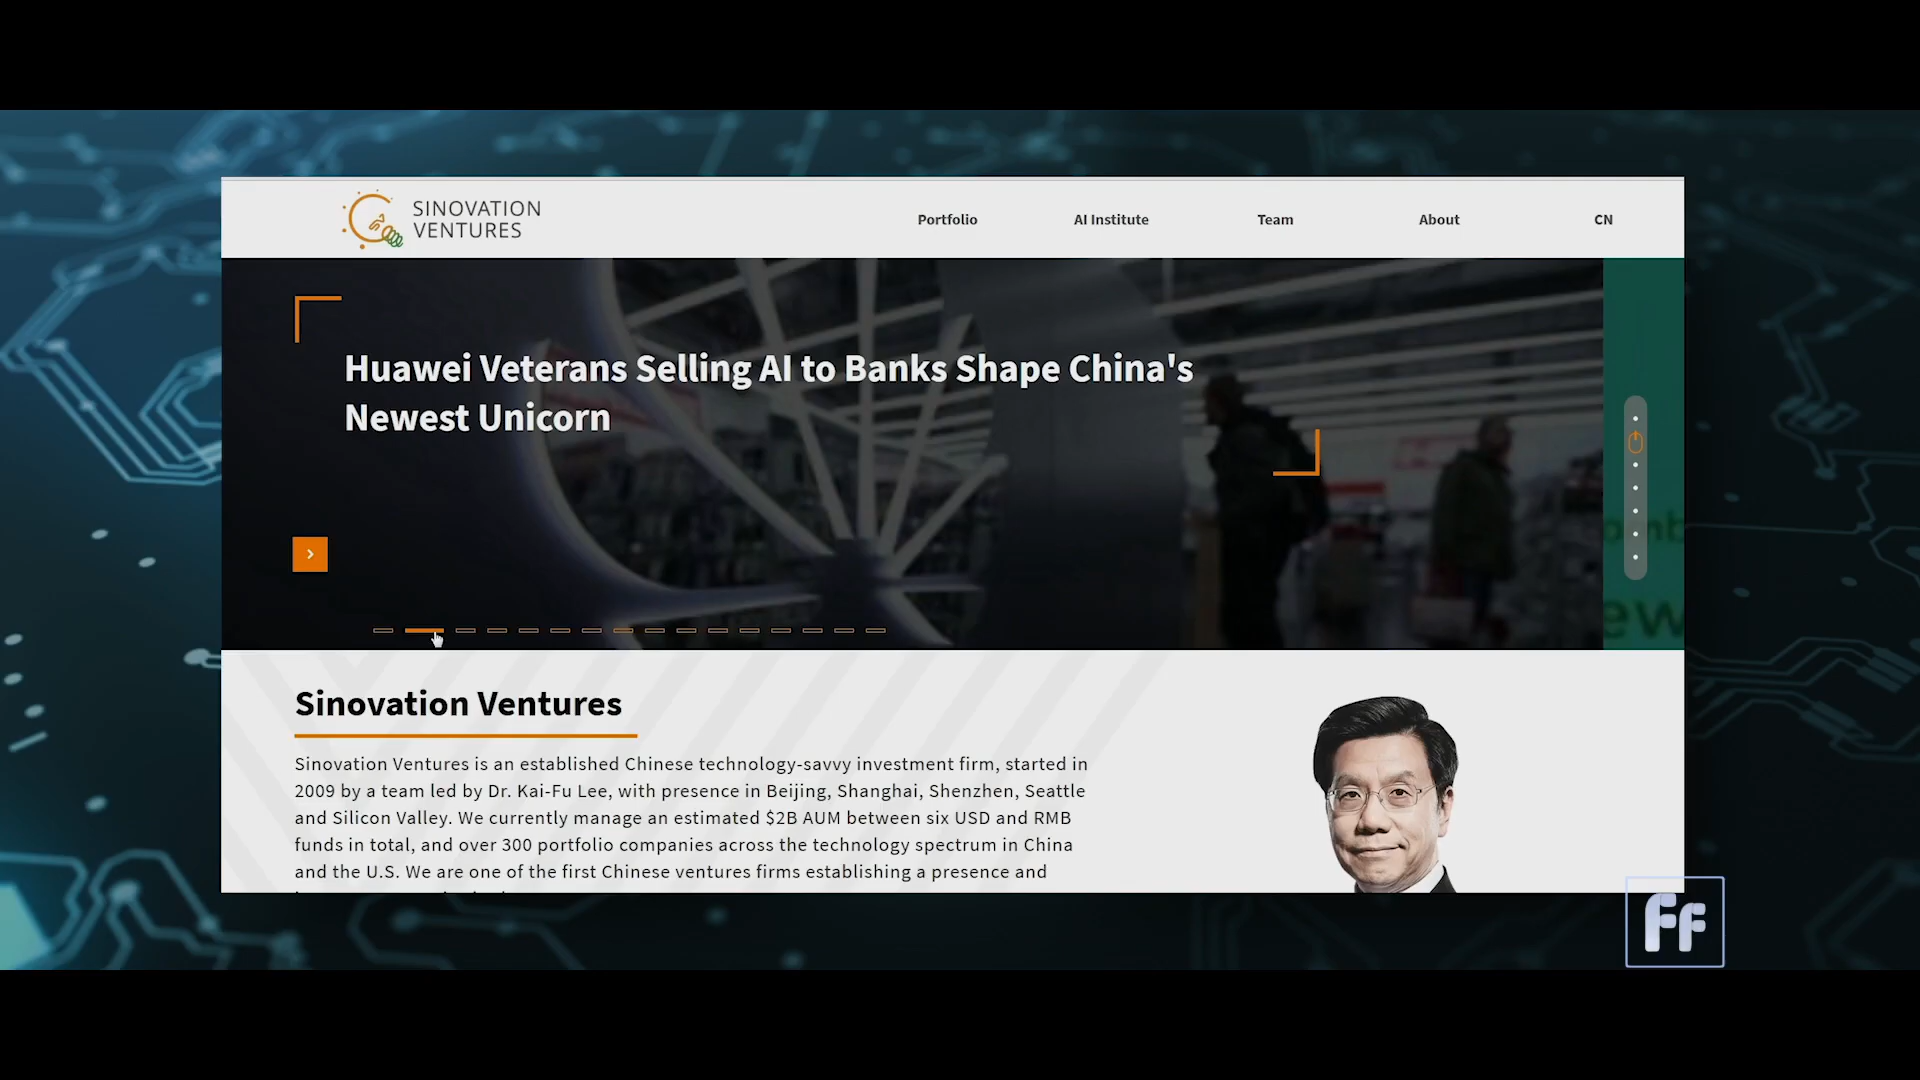 SINOVATION
VENTURES
Portfolio
AI Institute
Team
About
CN
Huawei Veterans Selling AI to Banks Shape China's
Newest Unicorn
Sinovation Ventures
Sinovation Ventures is an established Chinese technology-savvy investment firm, started in
2009 by a team led by Dr. Kai-Fu Lee, with presence in Beijing, Shanghai, Shenzhen, Seattle
and Silicon Valley. We currently manage an estimated $2B AUM between six USD and RMB
funds in total, and over 300 portfolio companies across the technology spectrum in China
and the U.S. We are one of the first Chinese ventures firms establishing a presence and
FF